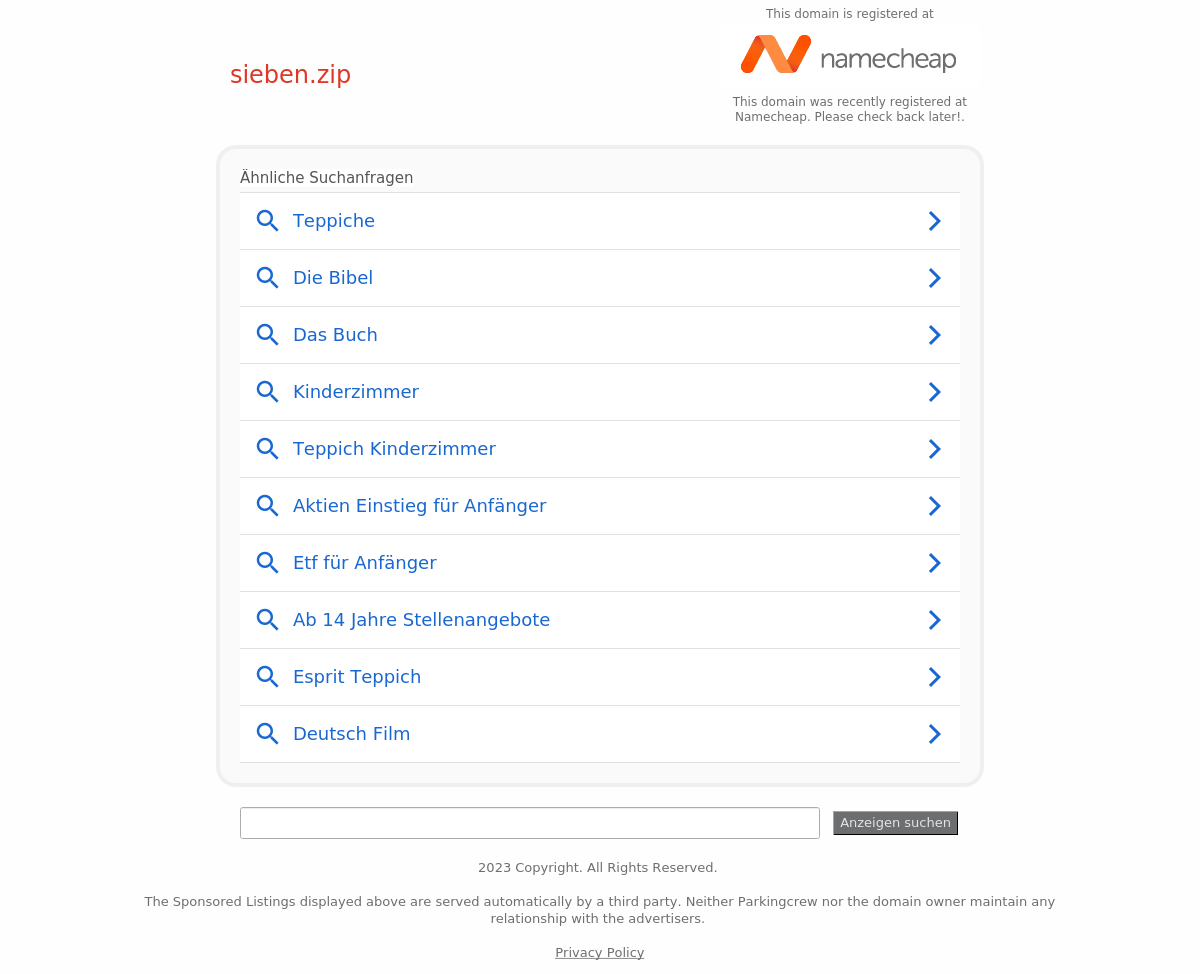 This domain is registered at
namecheap
sieben.zip
This domain was recently registered at
Namecheap. Please check back later!.
Ähnliche Suchanfragen
Teppiche
Die Bibel
Das Buch
Kinderzimmer
Teppich Kinderzimmer
Aktien Einstieg für Anfänger
Etf für Anfänger
Ab 14 Jahre Stellenangebote
Esprit Teppich
Deutsch Film
Anzeigen suchen
2023 Copyright. All Rights Reserved.
The Sponsored Listings displayed above are served automatically by a third party. Neither Parkingcrew nor the domain owner maintain any
relationship with the advertisers.
Privacy Policy